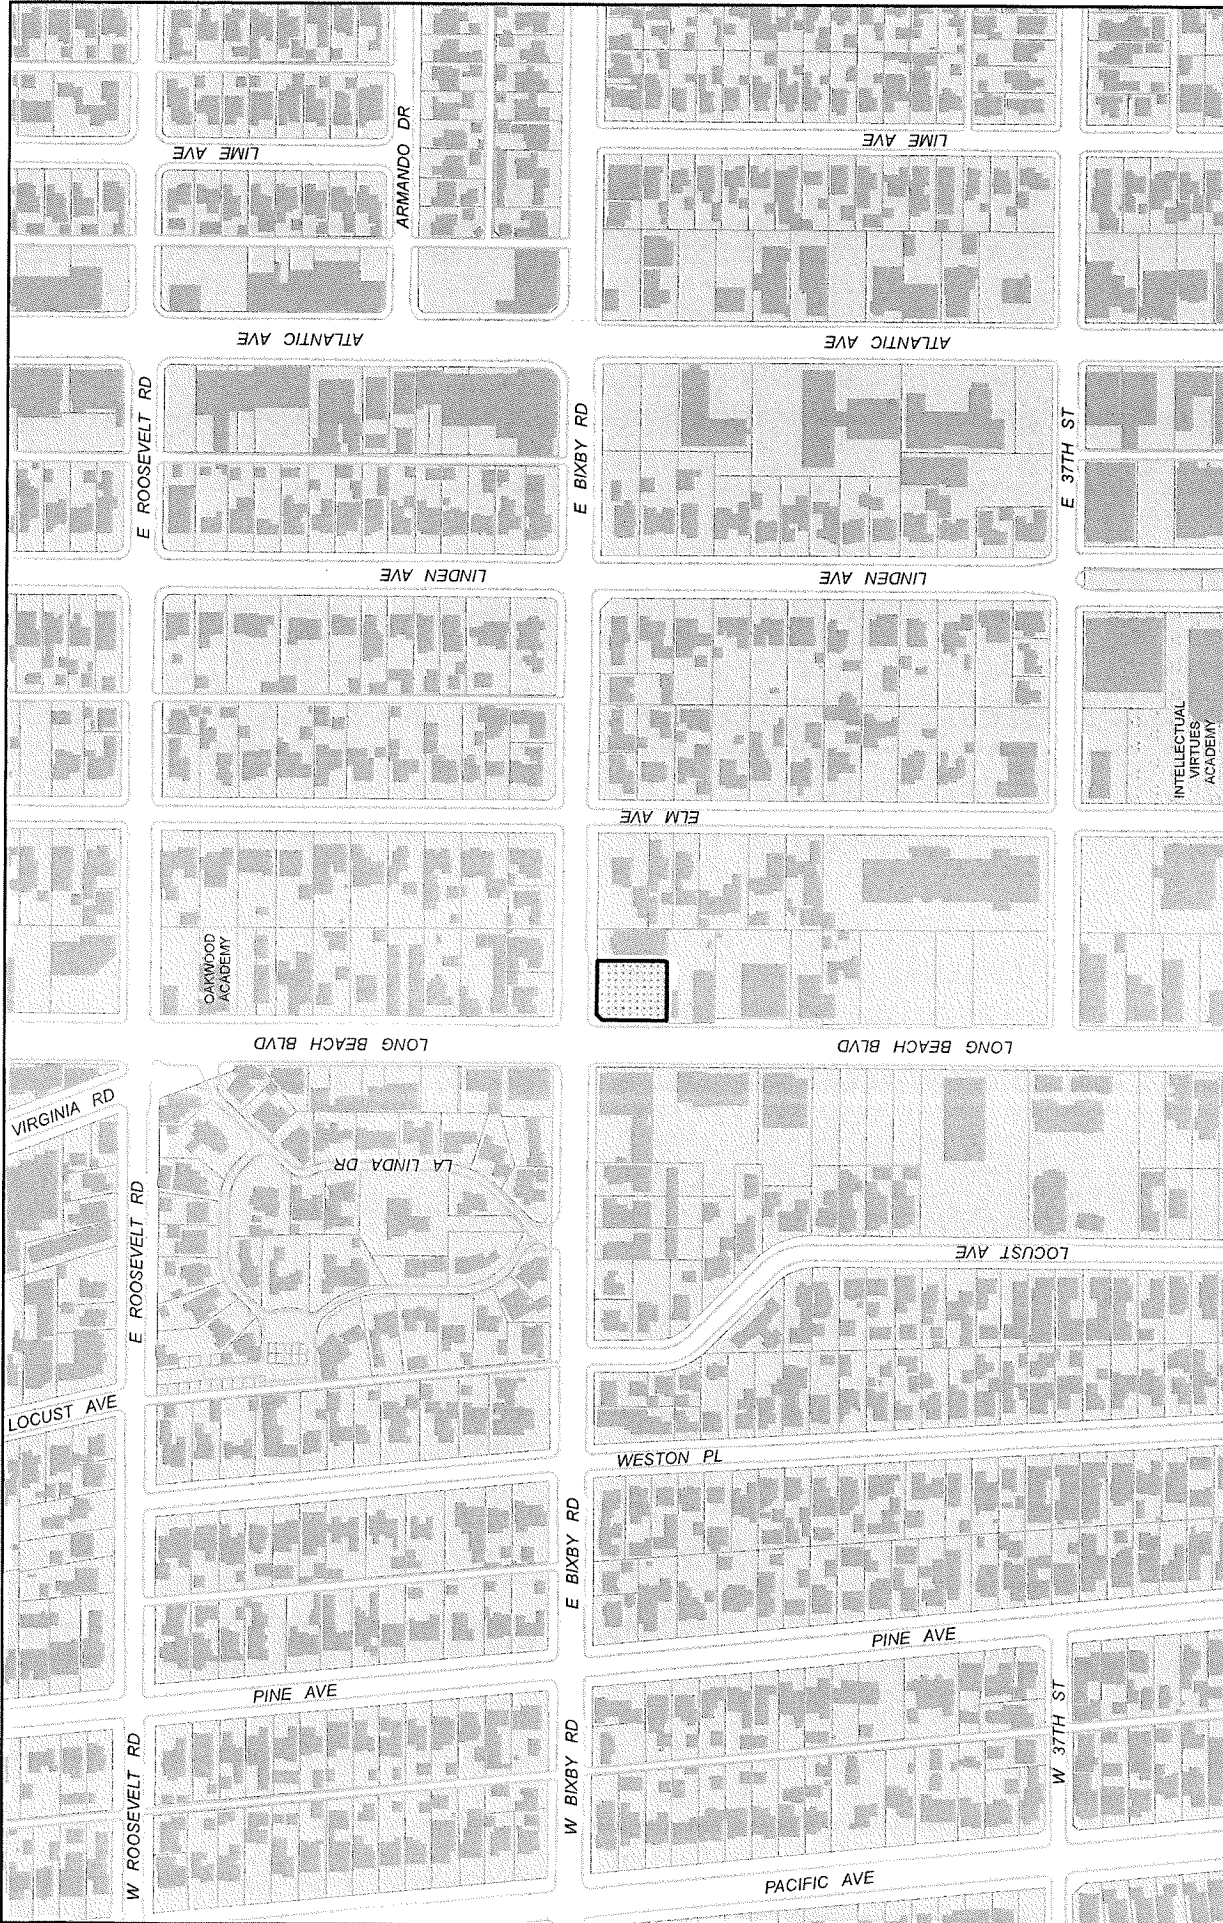 ARMANDO DR
LIME AVE
LIME AVE
ATLANTIC AVE
ATLANTIC AVE
E ROOSEVELT RD
E BIXBY RD
E 37TH ST
LINDEN AVE
LINDEN AVE
INTELLECTUAL
VIRTUES
ACADEMY
ELM AVE
OAKWOOD
ACADEMY
LONG BEACH BLVD
LONG BEACH BLVD
VIRGINIA RD
LA LINDA DR
E ROOSEVELT RD
LOCUST AVE
LOCUST AVE
WESTON PL
E BIXBY RD
PINE AVE
PINE AVE
W ROOSEVELT RD
W BIXBY RD
W 37TH ST
PACIFIC AVE